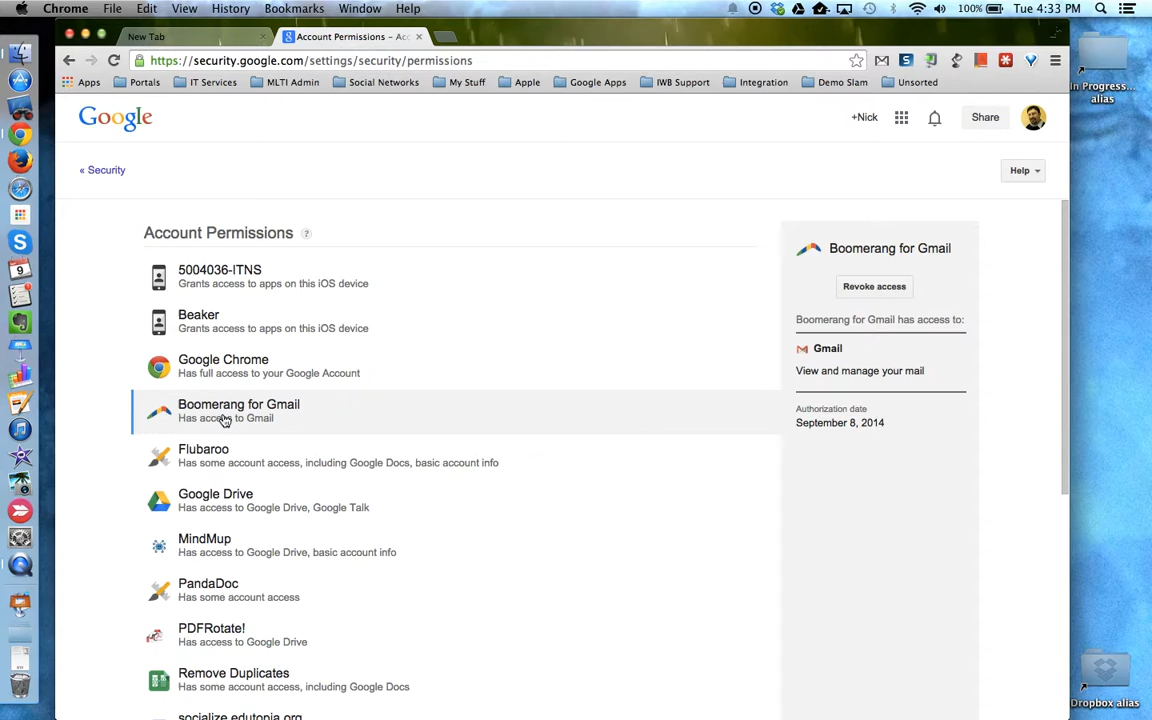 Chrome File Edit View History Bookmarks Window Help 100% Tue 4:33 PM
New Tab Account Permissions – Acc
https://security.google.com/settings/security/permissions
Apps Portals IT Services MLTI Admin Social Networks My Stuff Apple Google Apps IWB Support Integration Demo Slam Unsorted
In Progress...
alias
Google +Nick Share
« Security Help
Account Permissions ?
5004036-ITNS
Grants access to apps on this iOS device
Beaker
Grants access to apps on this iOS device
Google Chrome
Has full access to your Google Account
Boomerang for Gmail
Has access to Gmail
Flubaroo
Has some account access, including Google Docs, basic account info
Google Drive
Has access to Google Drive, Google Talk
MindMup
Has access to Google Drive, basic account info
PandaDoc
Has some account access
PDFRotate!
Has access to Google Drive
Remove Duplicates
Has some account access, including Google Docs
socialize.edutopia.org
Boomerang for Gmail
Revoke access
Boomerang for Gmail has access to:
Gmail
View and manage your mail
Authorization date
September 8, 2014
Dropbox alias